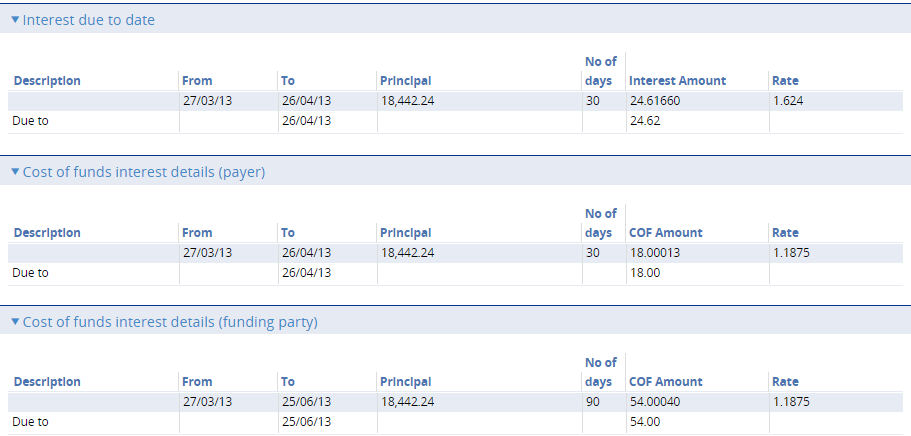 ▼ Interest due to date
Description From To Principal No of days Interest Amount Rate
27/03/13 26/04/13 18,442.24 30 24.61660 1.624
Due to 26/04/13 24.62
▼ Cost of funds interest details (payer)
Description From To Principal No of days COF Amount Rate
27/03/13 26/04/13 18,442.24 30 18.00013 1.1875
Due to 26/04/13 18.00
▼ Cost of funds interest details (funding party)
Description From To Principal No of days COF Amount Rate
27/03/13 25/06/13 18,442.24 90 54.00040 1.1875
Due to 25/06/13 54.00